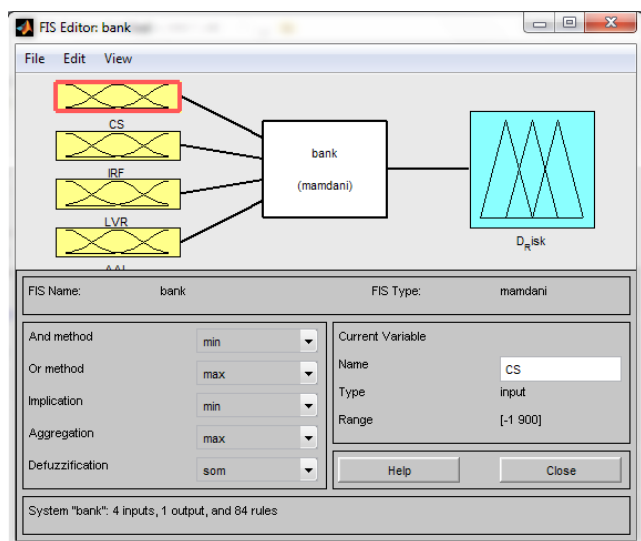 FIS Editor: bank
File Edit View
CS
IRF
LVR
bank
(mamdani)
D_Risk
FIS Name: bank FIS Type: mamdani
And method min
Or method max
Implication min
Aggregation max
Defuzzification som
Current Variable
Name CS
Type input
Range [-1 900]
Help Close
System "bank": 4 inputs, 1 output, and 84 rules